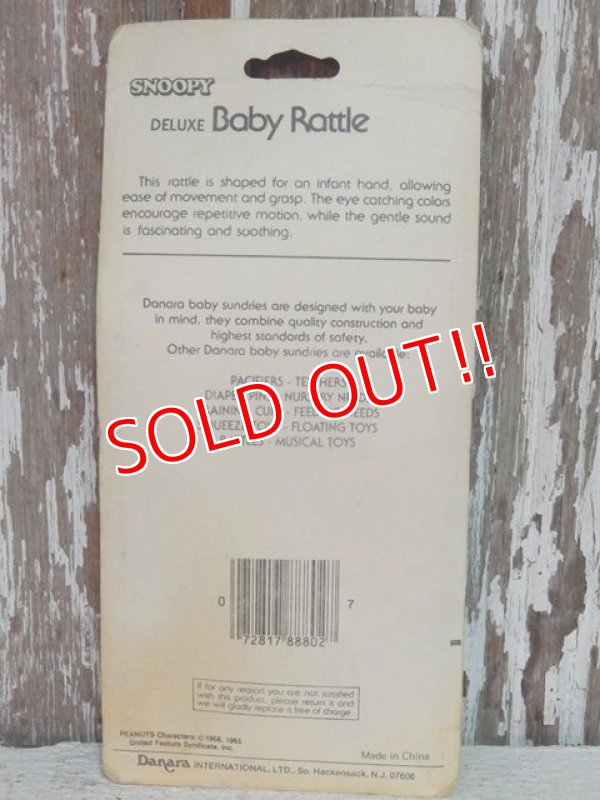 SNOOPY
DELUXE Baby Rattle
This rattle is shaped for an infant hand, allowing
ease of movement and grasp. The eye catching colors
encourage repetitive motion, while the gentle sound
is fascinating and soothing.
Danara baby sundries are designed with your baby
in mind, they combine quality construction and
highest standards of safety.
Other Danara baby sundries are available:
PACIFIERS -
NURSERY
FLOATING TOYS
- MUSICAL TOYS
SOLD OUT!!
0 72817 88802 7
If for any reason you are not satisfied
with this product, please return it and
we will gladly replace it free of charge
PEANUTS Characters: ©1958, 1965
United Feature Syndicate, Inc.
Made in China
Danara INTERNATIONAL, LTD., So. Hackensack, N.J. 07606